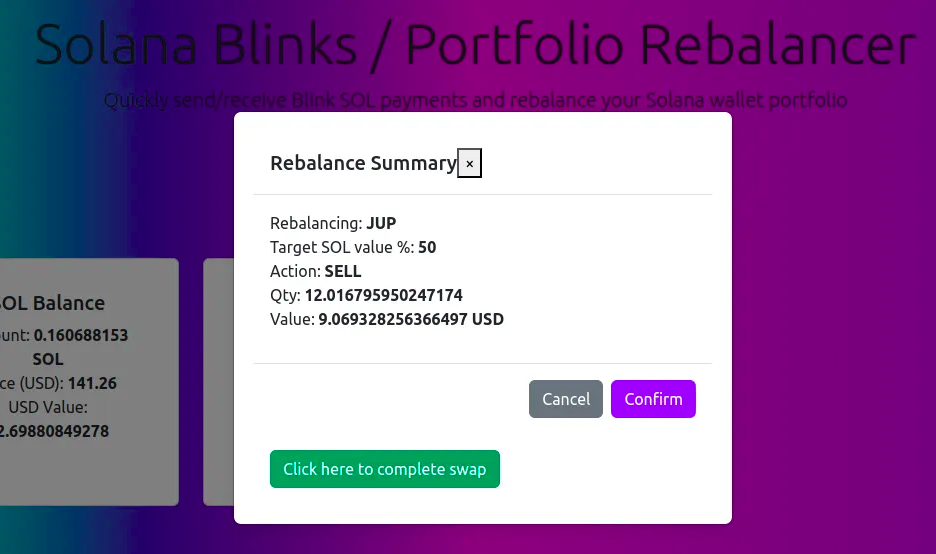 Solana Blinks / Portfolio Rebalancer
Quickly send/receive Blink SOL payments and rebalance your Solana wallet portfolio
Rebalance Summary ×
Rebalancing: JUP
Target SOL value %: 50
Action: SELL
Qty: 12.016795950247174
Value: 9.069328256366497 USD
Cancel Confirm
Click here to complete swap
OL Balance
unt: 0.160688153
SOL
ce (USD): 141.26
USD Value:
2.69880849278